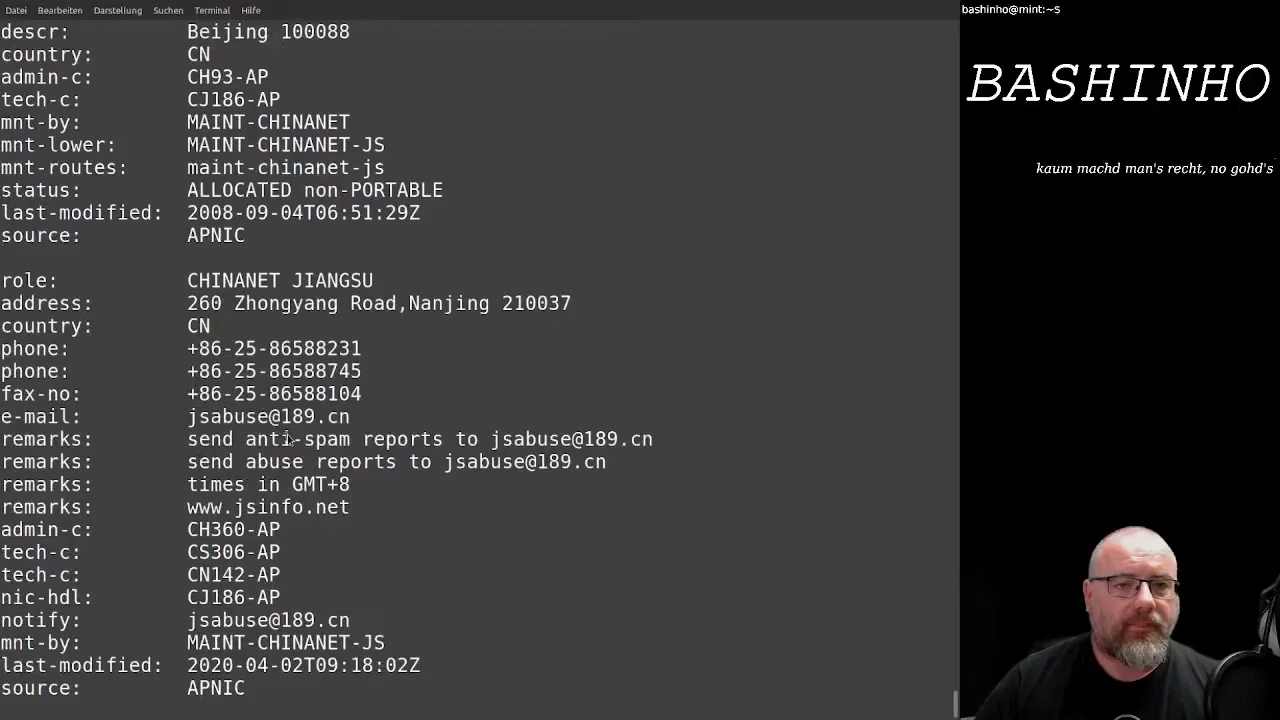 Datei Bearbeiten Darstellung Suchen Terminal Hilfe
descr: Beijing 100088
country: CN
admin-c: CH93-AP
tech-c: CJ186-AP
mnt-by: MAINT-CHINANET
mnt-lower: MAINT-CHINANET-JS
mnt-routes: maint-chinanet-js
status: ALLOCATED non-PORTABLE
last-modified: 2008-09-04T06:51:29Z
source: APNIC
role: CHINANET JIANGSU
address: 260 Zhongyang Road,Nanjing 210037
country: CN
phone: +86-25-86588231
phone: +86-25-86588745
fax-no: +86-25-86588104
e-mail: jsabuse@189.cn
remarks: send anti-spam reports to jsabuse@189.cn
remarks: send abuse reports to jsabuse@189.cn
remarks: times in GMT+8
remarks: www.jsinfo.net
admin-c: CH360-AP
tech-c: CS306-AP
tech-c: CN142-AP
nic-hdl: CJ186-AP
notify: jsabuse@189.cn
mnt-by: MAINT-CHINANET-JS
last-modified: 2020-04-02T09:18:02Z
source: APNIC
bashinho@mint:~$
BASHINHO
kaum machd man's recht, no gohd's